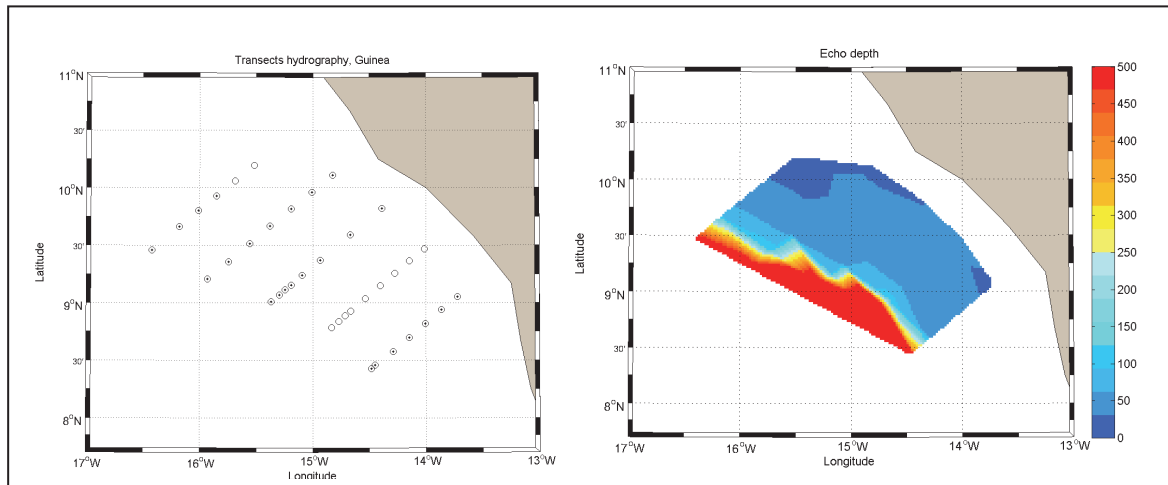 Transects hydrography, Guinea
11°N
30'
10°N
30'
9°N
30'
8°N
17°W 16°W 15°W 14°W 13°W
Latitude
Longitude
Echo depth
11°N
30'
10°N
30'
9°N
30'
8°N
17°W 16°W 15°W 14°W 13°W
Latitude
Longitude
500
450
400
350
300
250
200
150
100
50
0